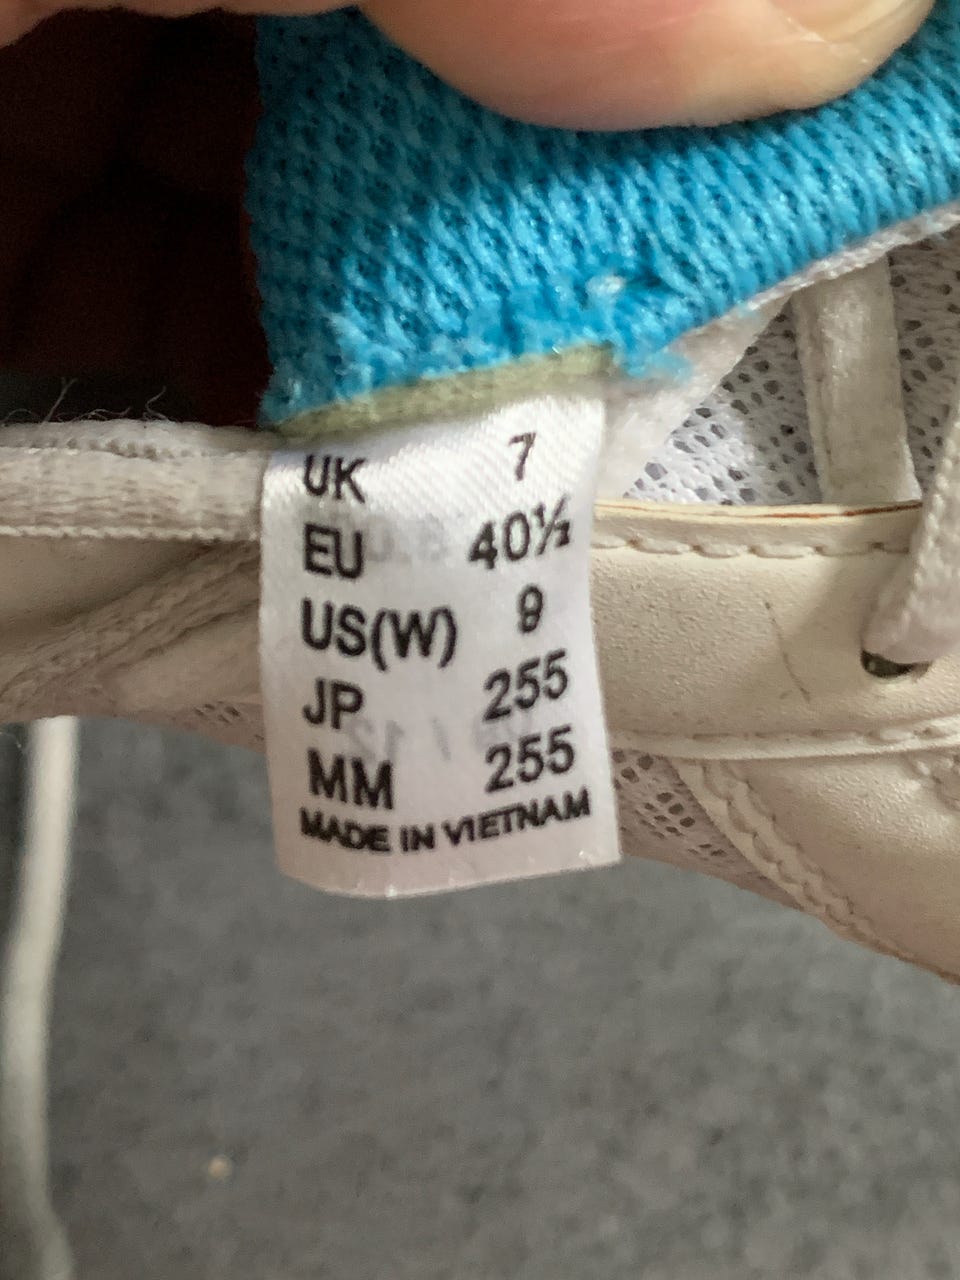 UK 7
EU 40½
US(W) 9
JP 255
MM 255
MADE IN VIETNAM